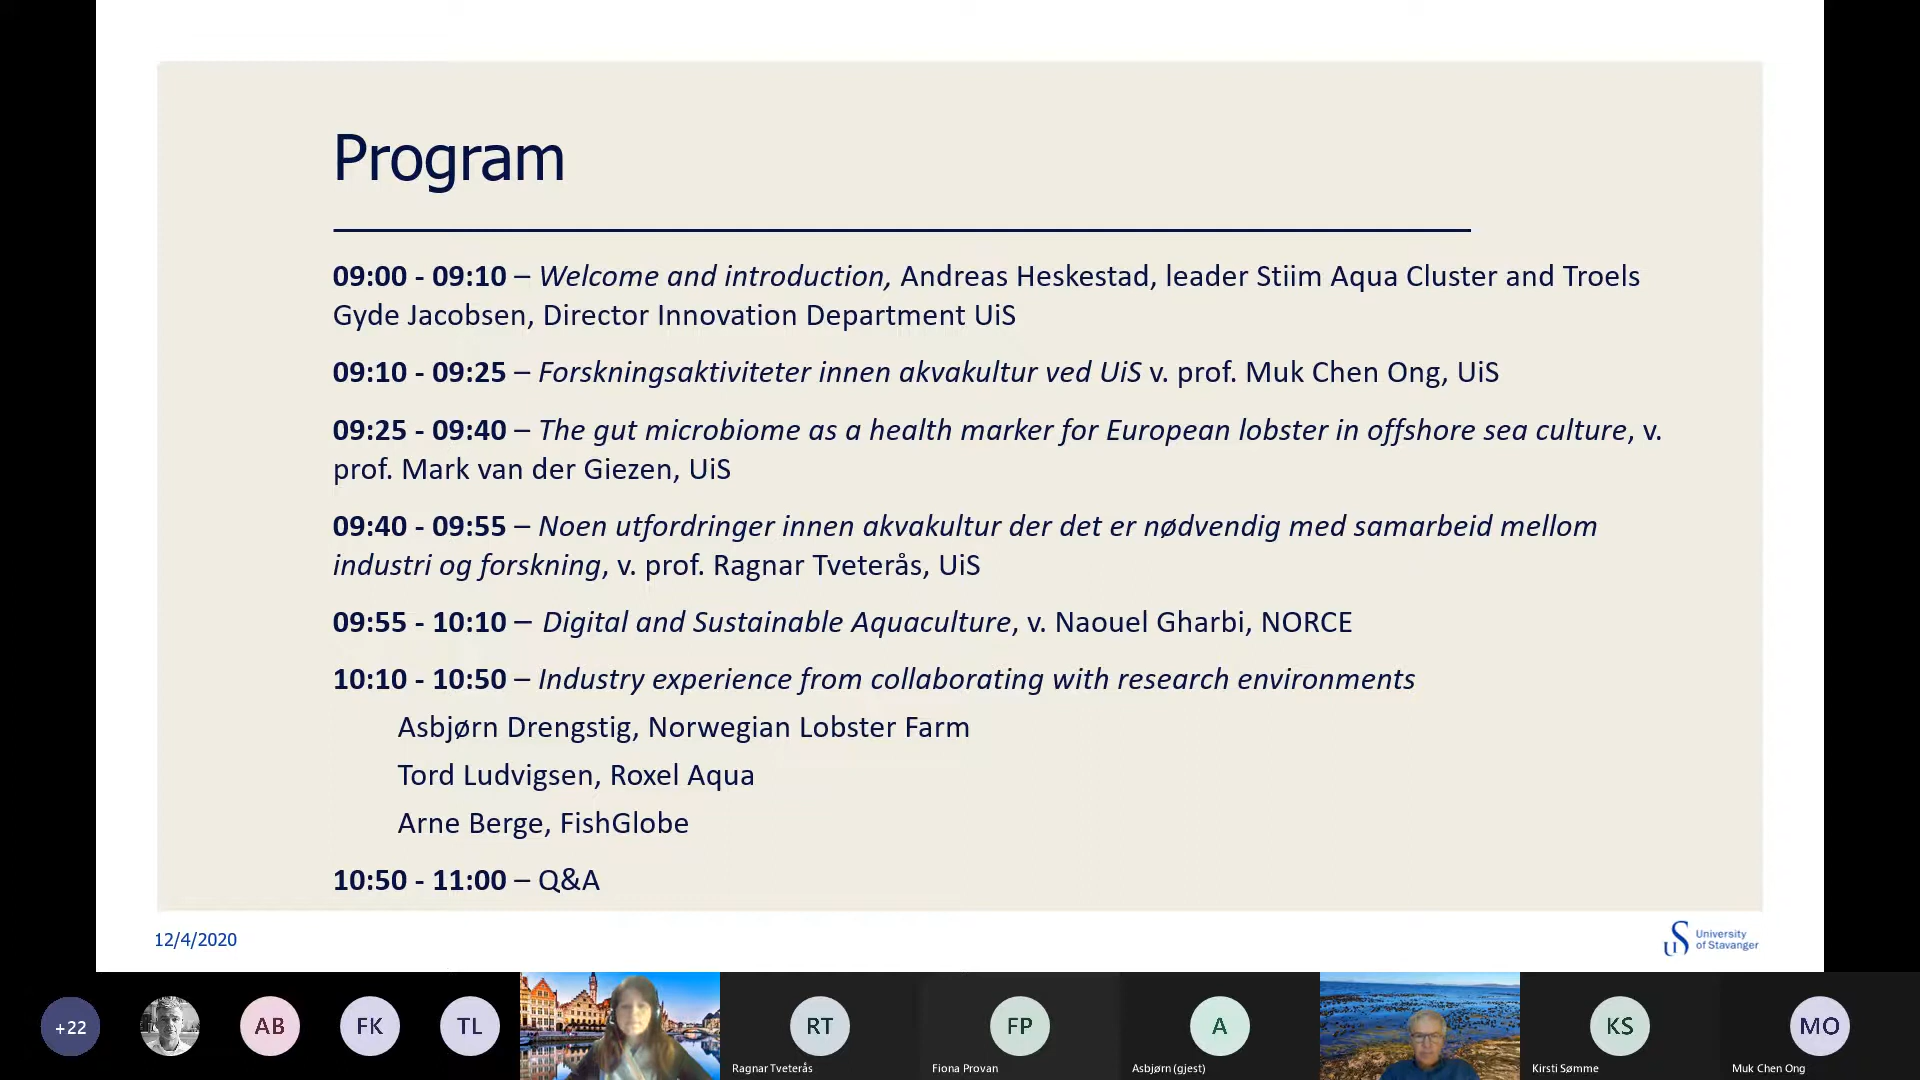 Program
09:00 - 09:10 – Welcome and introduction, Andreas Heskestad, leader Stiim Aqua Cluster and Troels
Gyde Jacobsen, Director Innovation Department UiS
09:10 - 09:25 – Forskningsaktiviteter innen akvakultur ved UiS v. prof. Muk Chen Ong, UiS
09:25 - 09:40 – The gut microbiome as a health marker for European lobster in offshore sea culture, v.
prof. Mark van der Giezen, UiS
09:40 - 09:55 – Noen utfordringer innen akvakultur der det er nødvendig med samarbeid mellom
industri og forskning, v. prof. Ragnar Tveterås, UiS
09:55 - 10:10 – Digital and Sustainable Aquaculture, v. Naouel Gharbi, NORCE
10:10 - 10:50 – Industry experience from collaborating with research environments
Asbjørn Drengstig, Norwegian Lobster Farm
Tord Ludvigsen, Roxel Aqua
Arne Berge, FishGlobe
10:50 - 11:00 – Q&A
12/4/2020
uS University
of Stavanger
+22
AB
FK
TL
RT
Ragnar Tveterås
FP
Fiona Provan
A
Asbjørn (gjest)
KS
Kirsti Sømme
MO
Muk Chen Ong